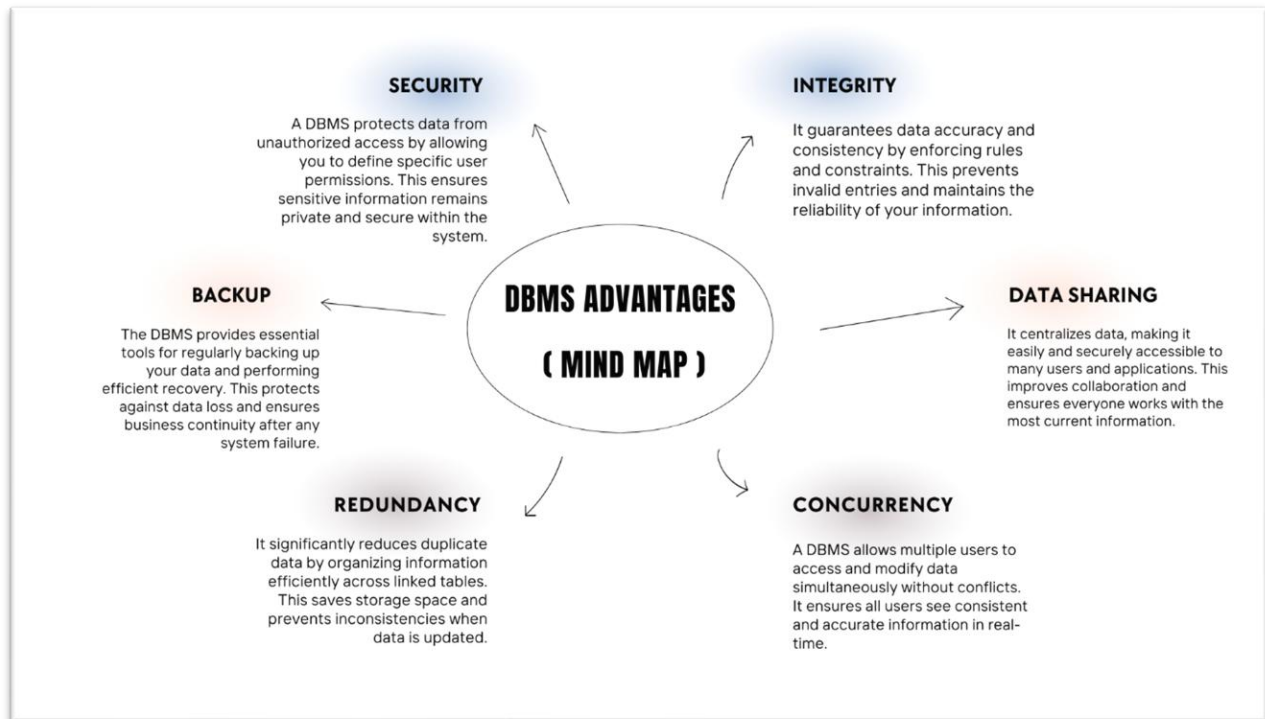 SECURITY
A DBMS protects data from
unauthorized access by allowing
you to define specific user
permissions. This ensures
sensitive information remains
private and secure within the
system.
INTEGRITY
It guarantees data accuracy and
consistency by enforcing rules
and constraints. This prevents
invalid entries and maintains the
reliability of your information.
DBMS ADVANTAGES
( MIND MAP )
BACKUP
The DBMS provides essential
tools for regularly backing up
your data and performing
efficient recovery. This protects
against data loss and ensures
business continuity after any
system failure.
DATA SHARING
It centralizes data, making it
easily and securely accessible to
many users and applications. This
improves collaboration and
ensures everyone works with the
most current information.
REDUNDANCY
It significantly reduces duplicate
data by organizing information
efficiently across linked tables.
This saves storage space and
prevents inconsistencies when
data is updated.
CONCURRENCY
A DBMS allows multiple users to
access and modify data
simultaneously without conflicts.
It ensures all users see consistent
and accurate information in real-
time.